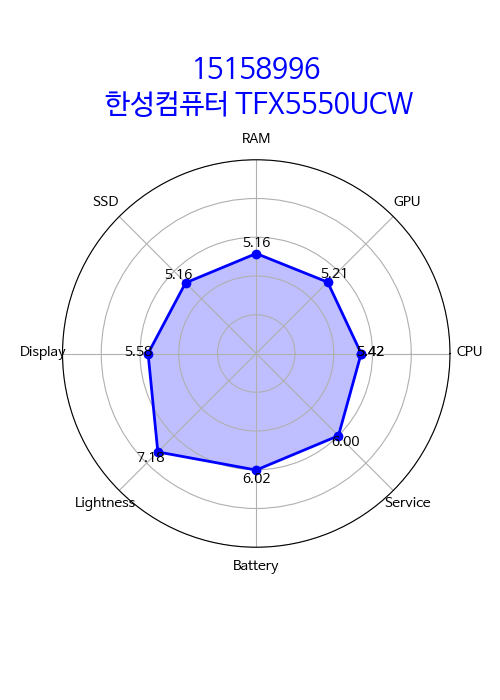 15158996
한성컴퓨터 TFX5550UCW
RAM
SSD
GPU
5.16
5.16
5.21
Display
5.58
5.42
CPU
7.18
6.00
6.02
Lightness
Service
Battery